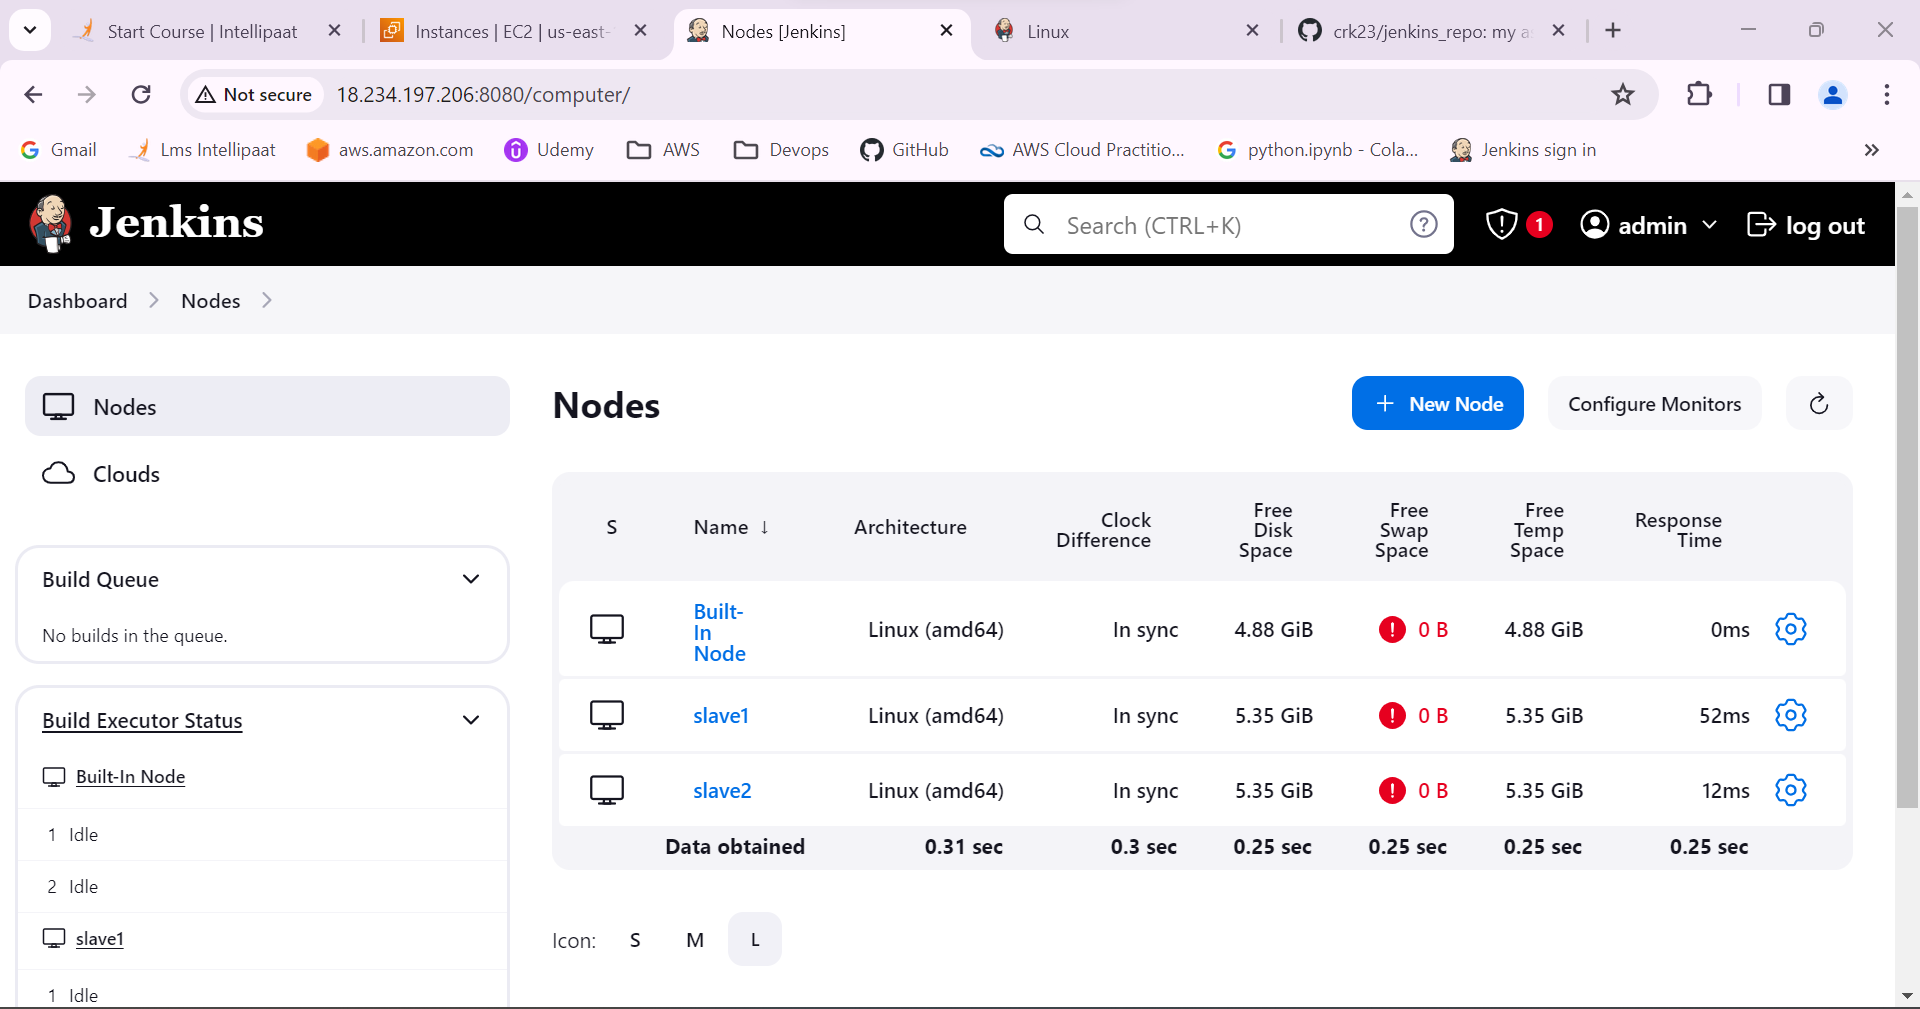 Start Course | Intellipaat
Instances | EC2 | us-east-
Nodes [Jenkins]
Linux
crk23/jenkins_repo: my as
Not secure
18.234.197.206:8080/computer/
Gmail
Lms Intellipaat
aws.amazon.com
Udemy
AWS
Devops
GitHub
AWS Cloud Practitio...
python.ipynb - Cola...
Jenkins sign in
Jenkins
Search (CTRL+K)
1
admin
log out
Dashboard
Nodes
Nodes
Clouds
Build Queue
No builds in the queue.
Build Executor Status
Built-In Node
1 Idle
2 Idle
slave1
1 Idle
Nodes
+ New Node
Configure Monitors
S
Name ↓
Architecture
Clock
Difference
Free
Disk
Space
Free
Swap
Space
Free
Temp
Space
Response
Time
Built-
In
Node
Linux (amd64)
In sync
4.88 GiB
0 B
4.88 GiB
0ms
slave1
Linux (amd64)
In sync
5.35 GiB
0 B
5.35 GiB
52ms
slave2
Linux (amd64)
In sync
5.35 GiB
0 B
5.35 GiB
12ms
Data obtained
0.31 sec
0.3 sec
0.25 sec
0.25 sec
0.25 sec
0.25 sec
Icon: S M L